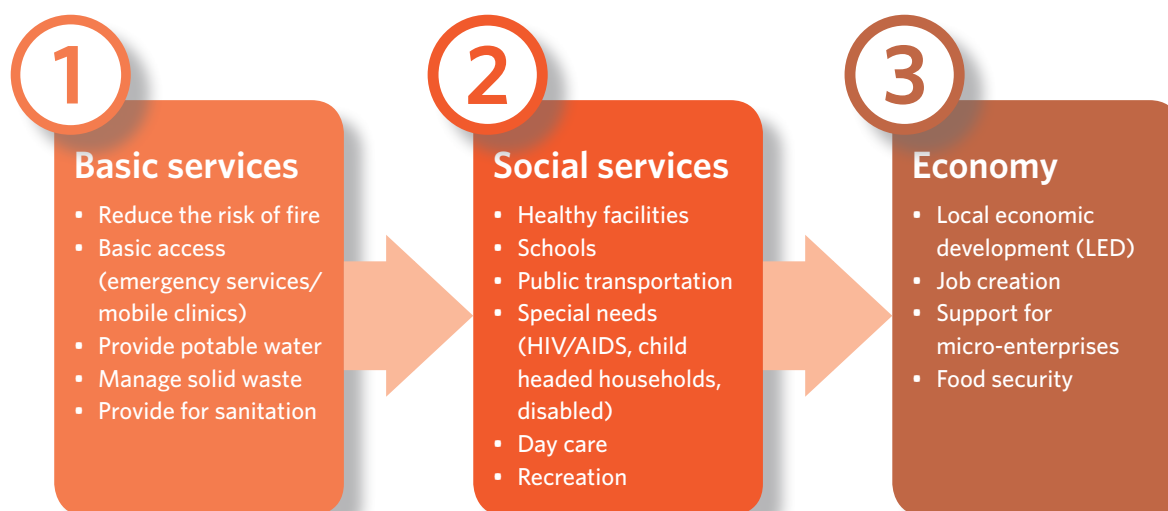 1
Basic services
▪ Reduce the risk of fire
▪ Basic access
(emergency services/
mobile clinics)
▪ Provide potable water
▪ Manage solid waste
▪ Provide for sanitation
2
Social services
▪ Healthy facilities
▪ Schools
▪ Public transportation
▪ Special needs
(HIV/AIDS, child
headed households,
disabled)
▪ Day care
▪ Recreation
3
Economy
▪ Local economic
development (LED)
▪ Job creation
▪ Support for
micro-enterprises
▪ Food security